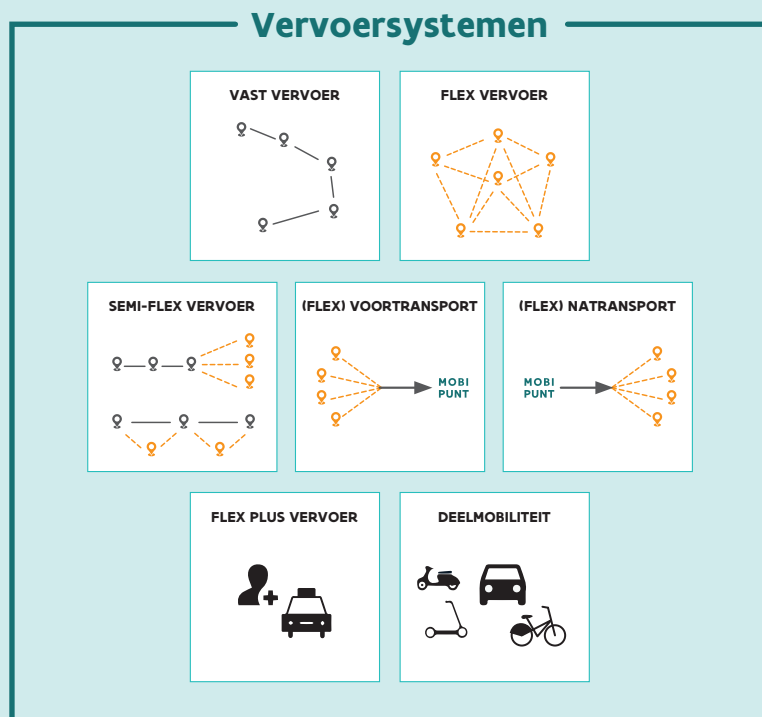 Vervoersystemen
VAST VERVOER
FLEX VERVOER
SEMI-FLEX VERVOER
(FLEX) VOORTRANSPORT
MOBI
PUNT
(FLEX) NATRANSPORT
MOBI
PUNT
FLEX PLUS VERVOER
DEELMOBILITEIT